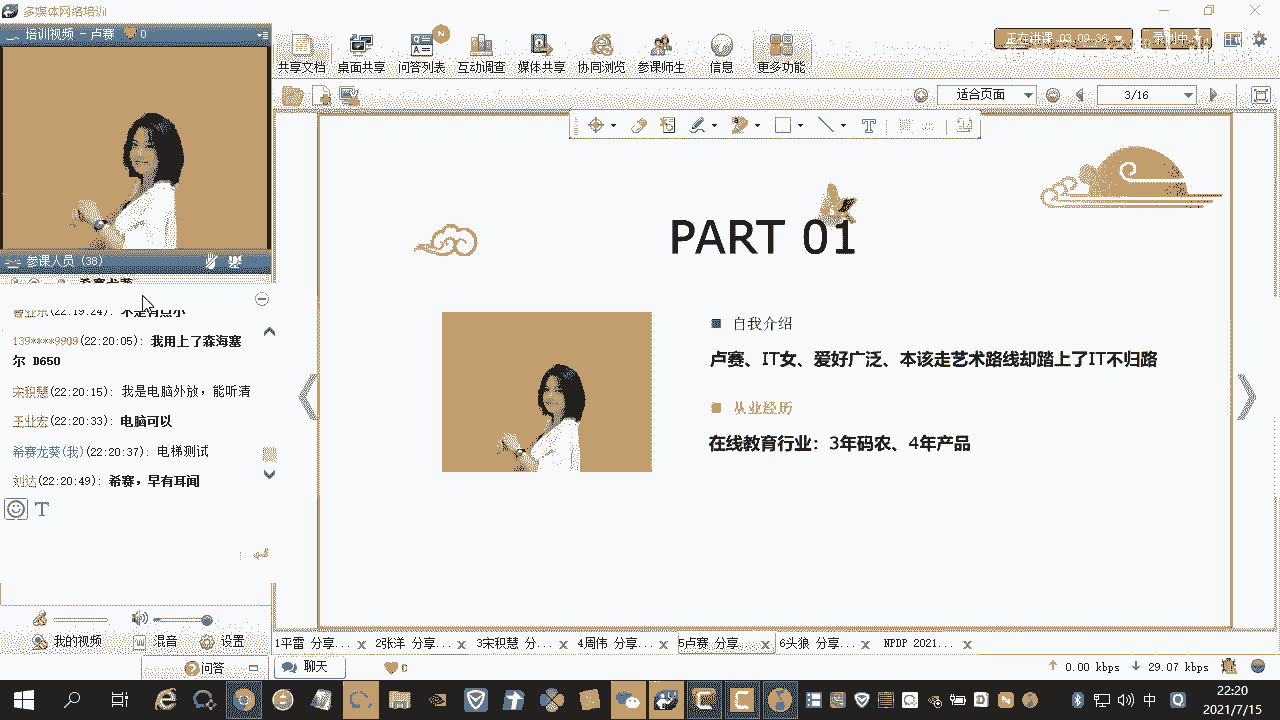 多媒体网络培训
培训视频 - 卢赛 0
共享文档 桌面共享 问答列表 互动调查 媒体共享 协同浏览 参课师生 信息 更多功能
N
正在讲课 03:09:36
录制中
适合页面
3/16
PART 01
自我介绍
卢赛、IT女、爱好广泛、本该走艺术路线却踏上了IT不归路
从业经历
在线教育行业：3年码农、4年产品
参课人员 (38)
(22:19:24)：不是有点小
139****9909(22:20:05)：我用上了森海塞
尔 D650
宋积慧(22:20:15)：我是电脑外放，能听清
王业宏(22:20:33)：电脑可以
希赛龙葵(我)(22:20:37)：电梯测试
刘达(22:20:49)：希赛，早有耳闻
T
我的视频 混音 设置
问答
1平雷 分享... x 2张洋 分享... x 3宋积慧 分... x 4周伟 分享... x 5卢赛 分享... x 6头狼 分享... x NPDP 2021... x
聊天 0
0.00 kbps 29.07 kbps
中
22:20
2021/7/15